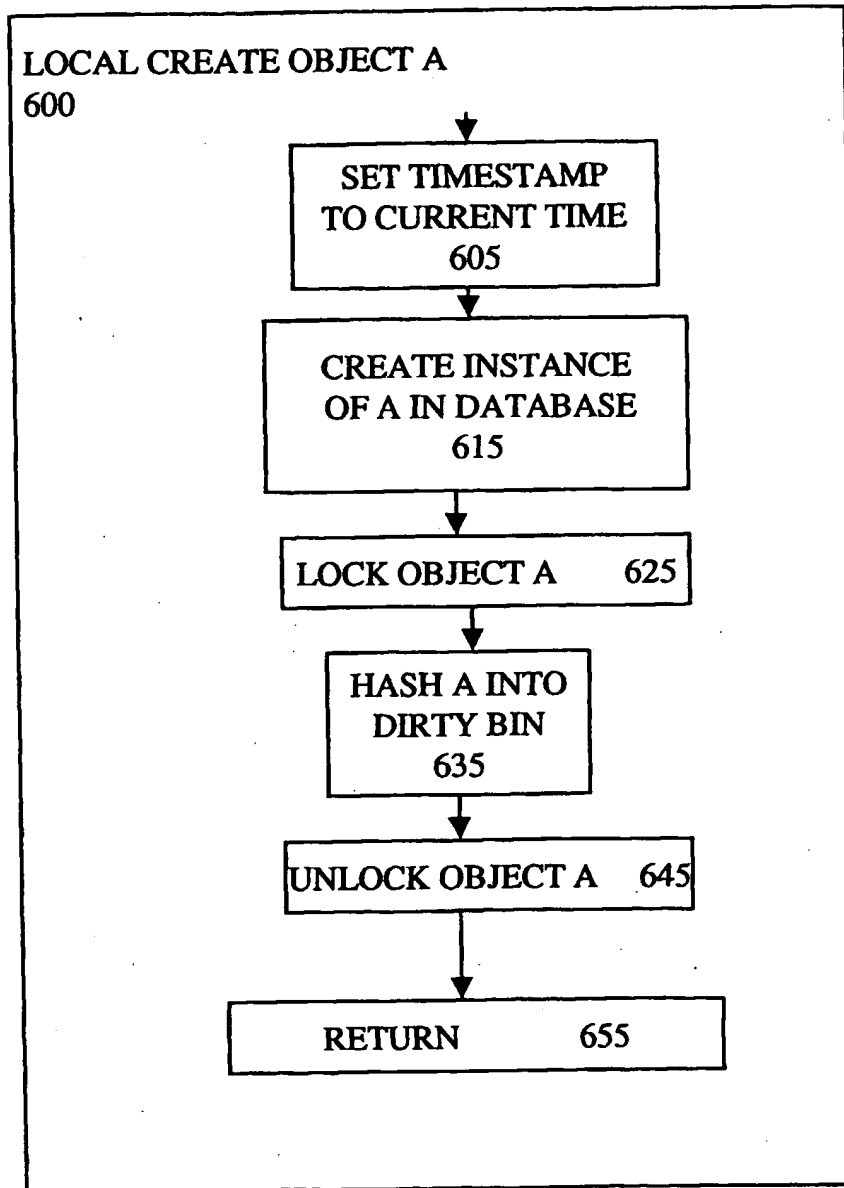 LOCAL CREATE OBJECT A
600
SET TIMESTAMP
TO CURRENT TIME
605
CREATE INSTANCE
OF A IN DATABASE
615
LOCK OBJECT A 625
HASH A INTO
DIRTY BIN
635
UNLOCK OBJECT A 645
RETURN 655